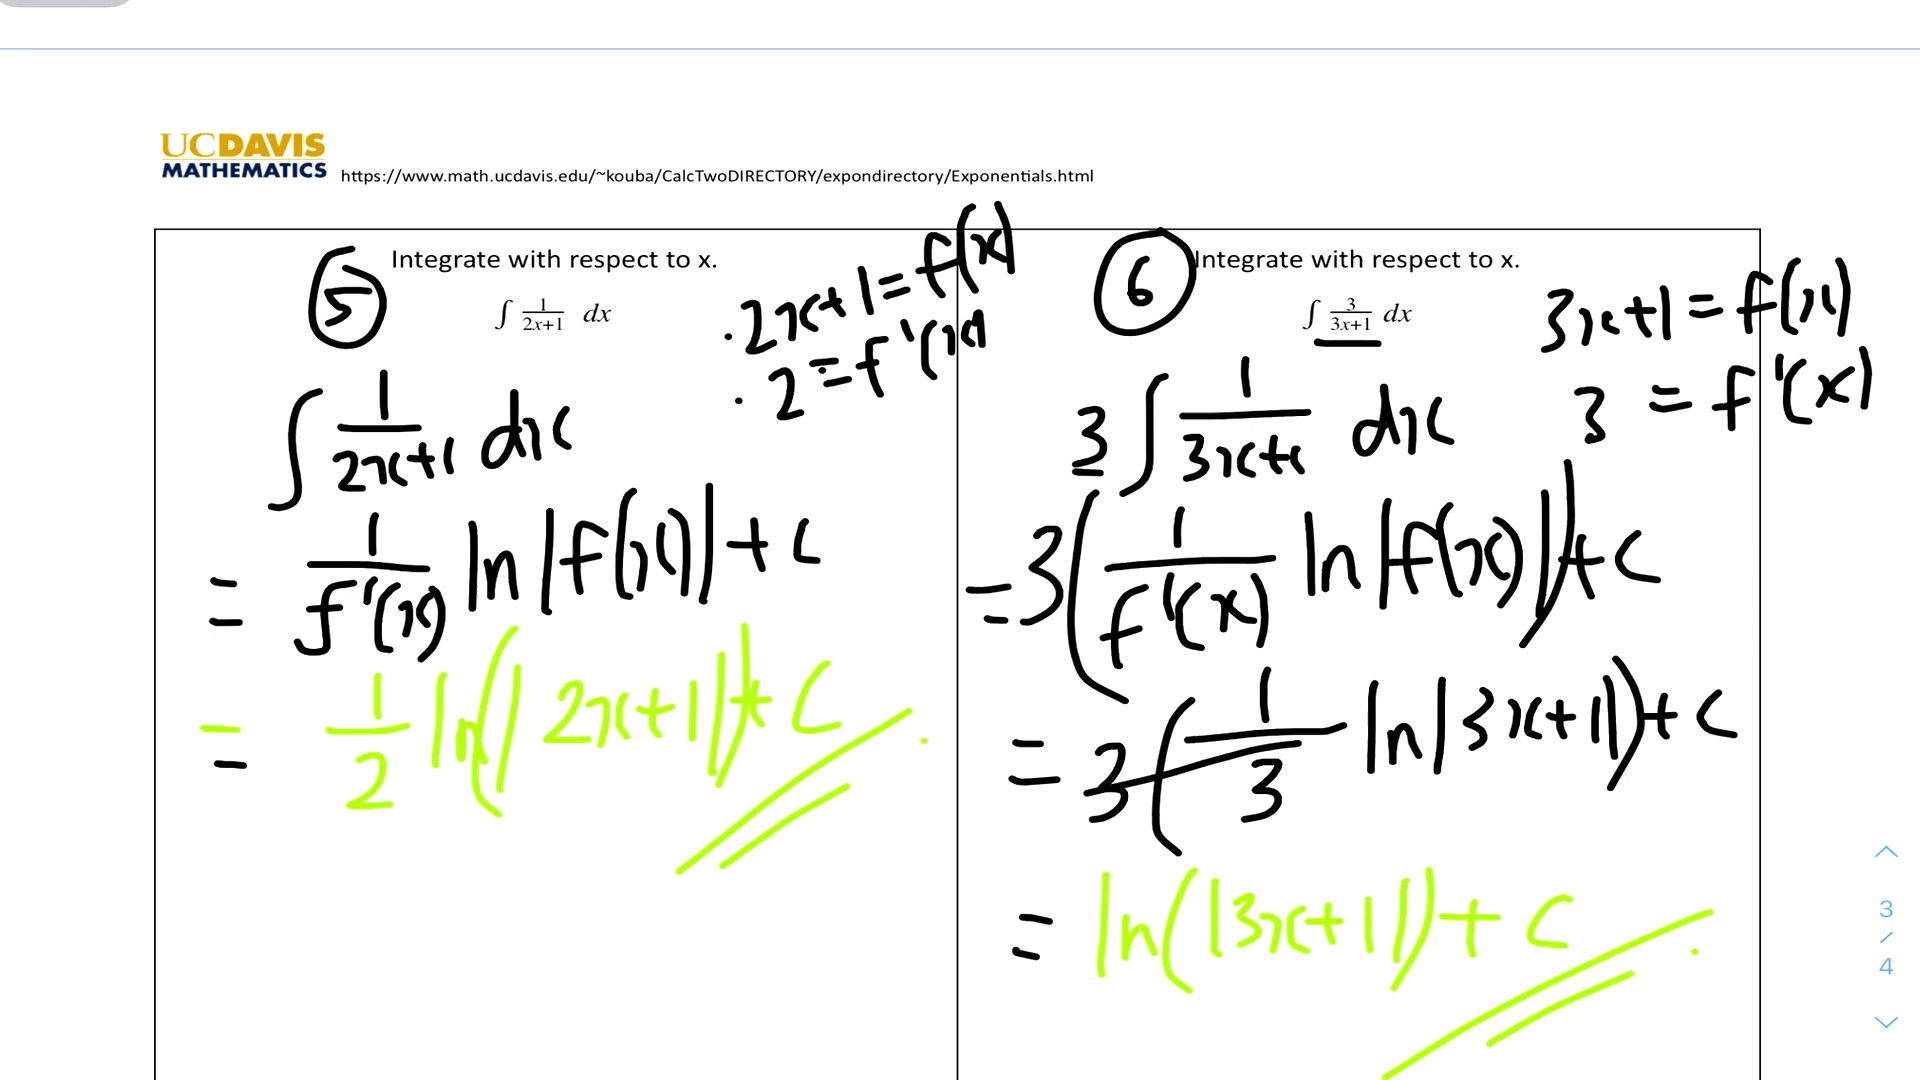 UCDAVIS
MATHEMATICS
https://www.math.ucdavis.edu/~kouba/CalcTwoDIRECTORY/expondirectory/Exponentials.html
5
Integrate with respect to x.
∫ 1/(2x+1) dx
. 2x+1 = f(x)
. 2 = f'(x)
∫ 1/(2x+1) dx
= 1/f'(x) ln|f(x)| + c
= 1/2 ln(|2x+1|) + c
6
Integrate with respect to x.
∫ 3/(3x+1) dx
3x+1 = f(x)
3 = f'(x)
3 ∫ 1/(3x+1) dx
= 3(1/f'(x) ln|f(x)|) + c
= 3(1/3 ln|3x+1|) + c
= ln(|3x+1|) + c
3
/
4